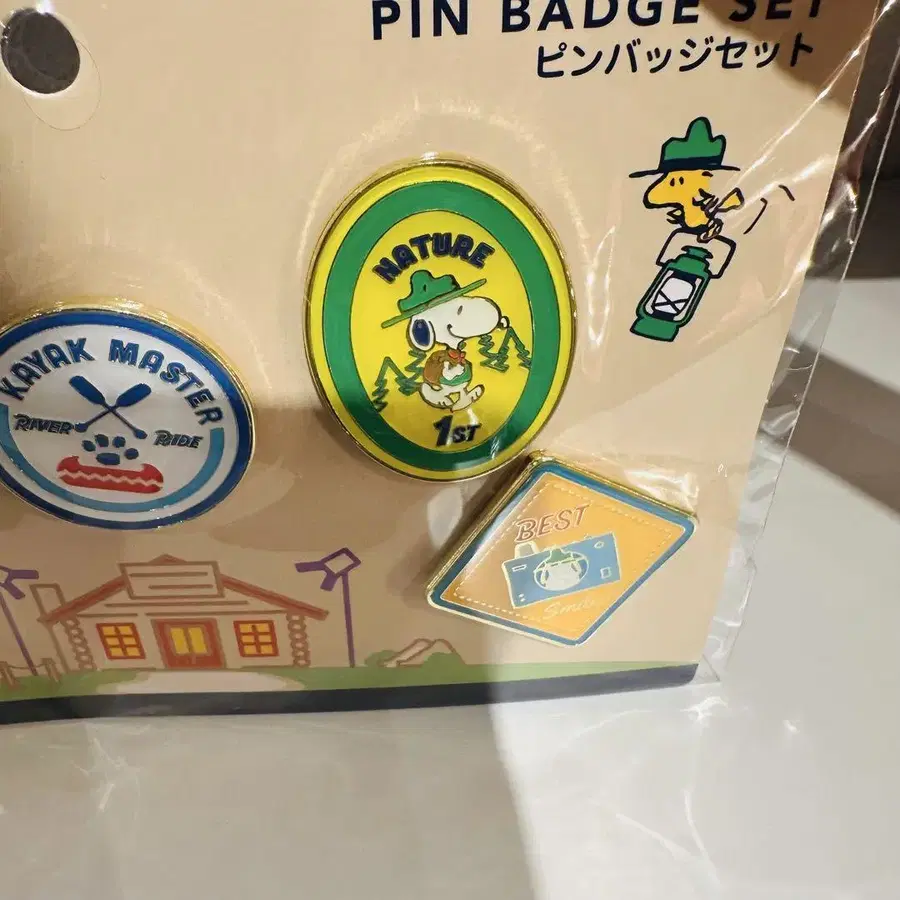 PIN BADGE SET
ピンバッジセット
NATURE
1ST
KAYAK MASTER
RIVER RIDE
BEST